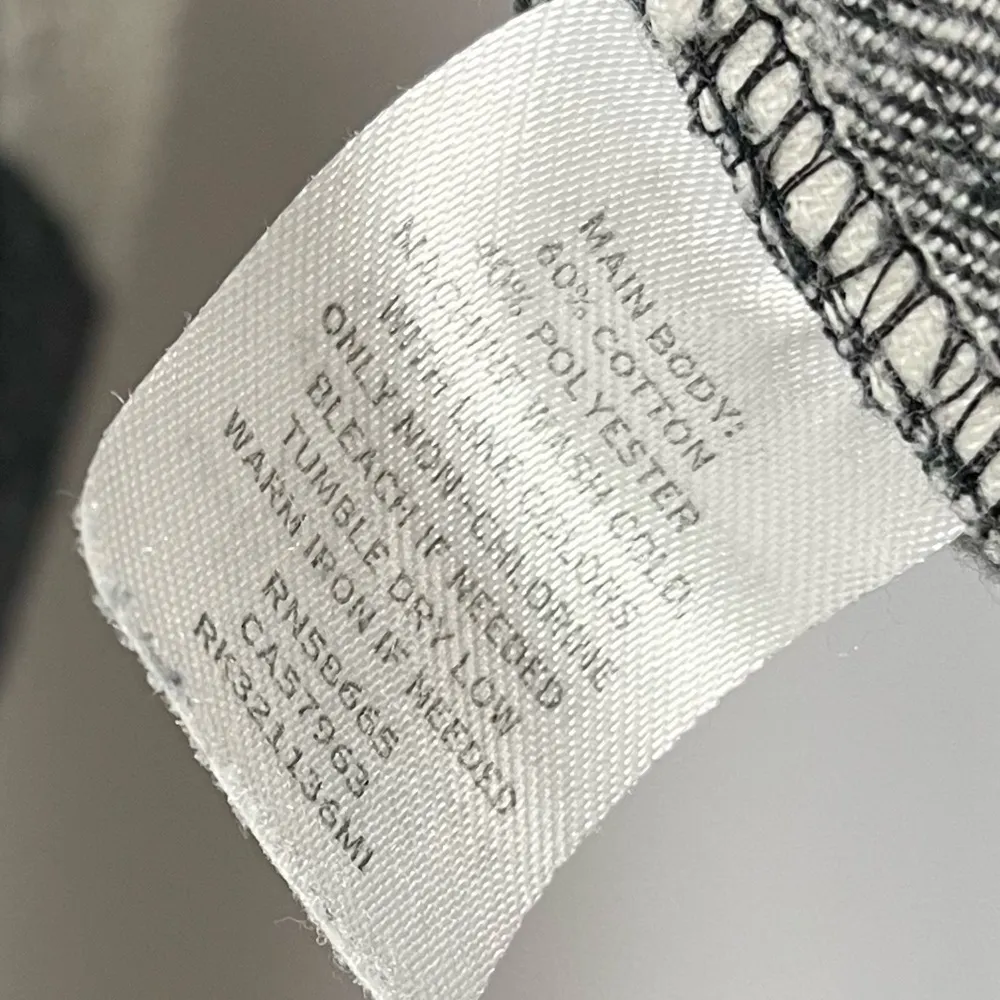 MAIN BODY:
60% COTTON
40% POLYESTER
MACHINE WASH COLD
WITH LIKE COLORS
ONLY NON-CHLORINE
BLEACH IF NEEDED
TUMBLE DRY LOW
WARM IRON IF NEEDED
RN58665
CA57963